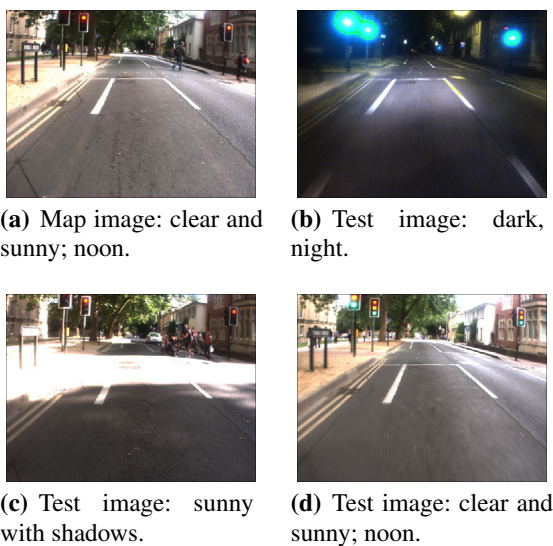 (a) Map image: clear and
sunny; noon.
(b) Test image: dark,
night.
(c) Test image: sunny
with shadows.
(d) Test image: clear and
sunny; noon.